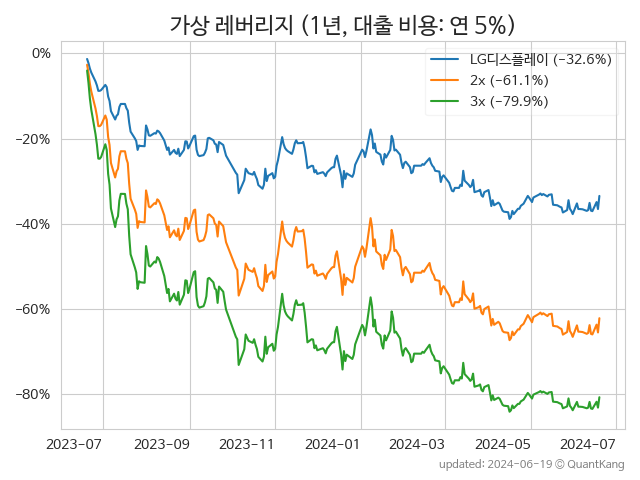 가상 레버리지 (1년, 대출 비용: 연 5%)
LG디스플레이 (−32.6%)
2x (−61.1%)
3x (−79.9%)
0%
−20%
−40%
−60%
−80%
2023-07 2023-09 2023-11 2024-01 2024-03 2024-05 2024-07
updated: 2024-06-19 © QuantKang